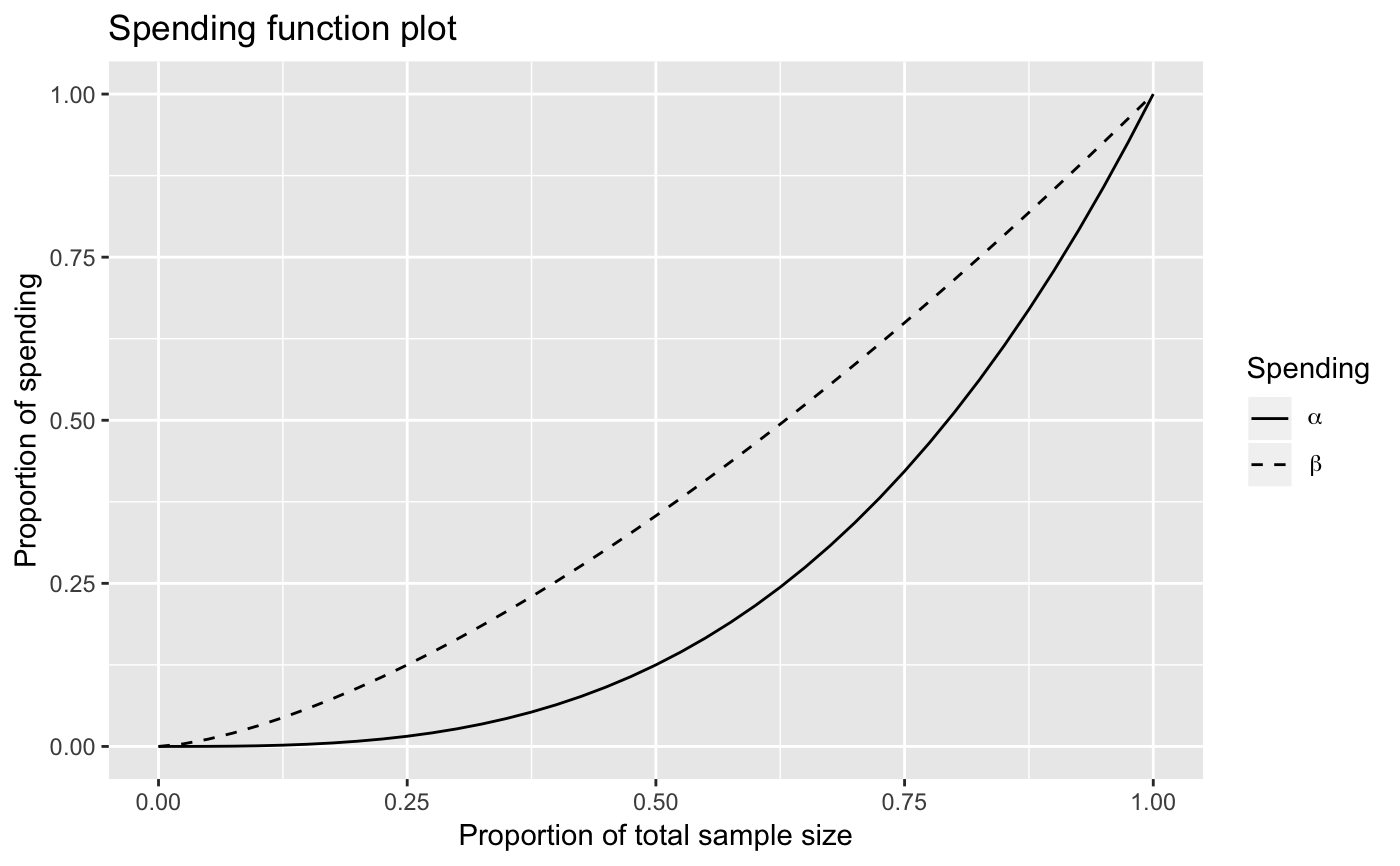 Spending function plot
Proportion of spending
1.00
0.75
0.50
0.25
0.00
0.00 0.25 0.50 0.75 1.00
Proportion of total sample size
Spending
α
β